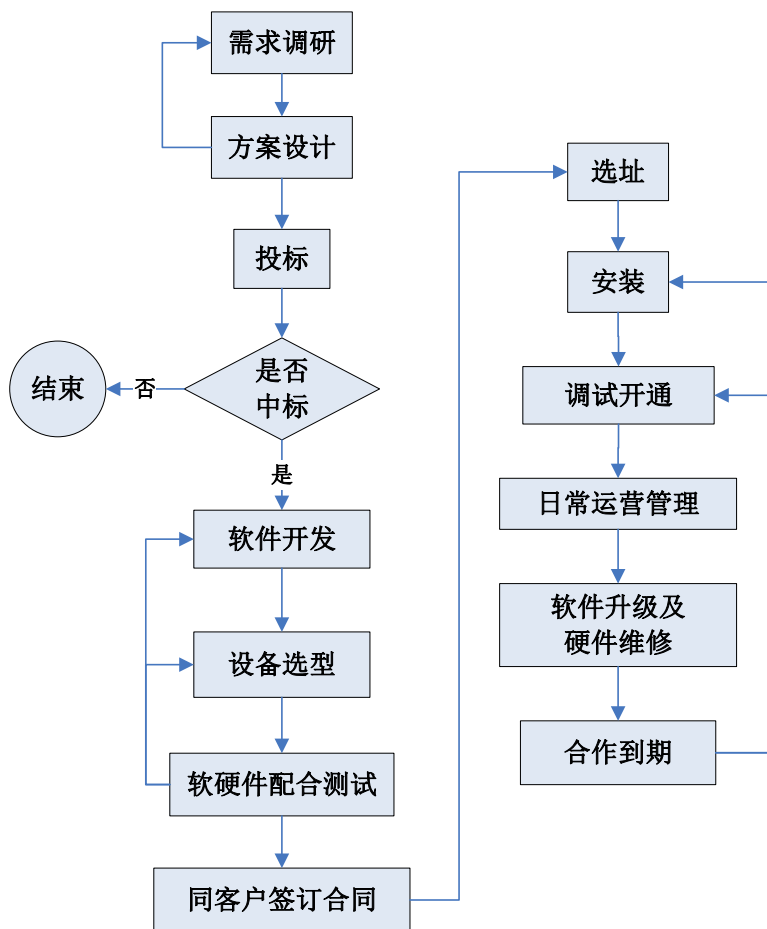 需求调研
方案设计
投标
是否
中标
否
结束
是
软件开发
设备选型
软硬件配合测试
同客户签订合同
选址
安装
调试开通
日常运营管理
软件升级及
硬件维修
合作到期